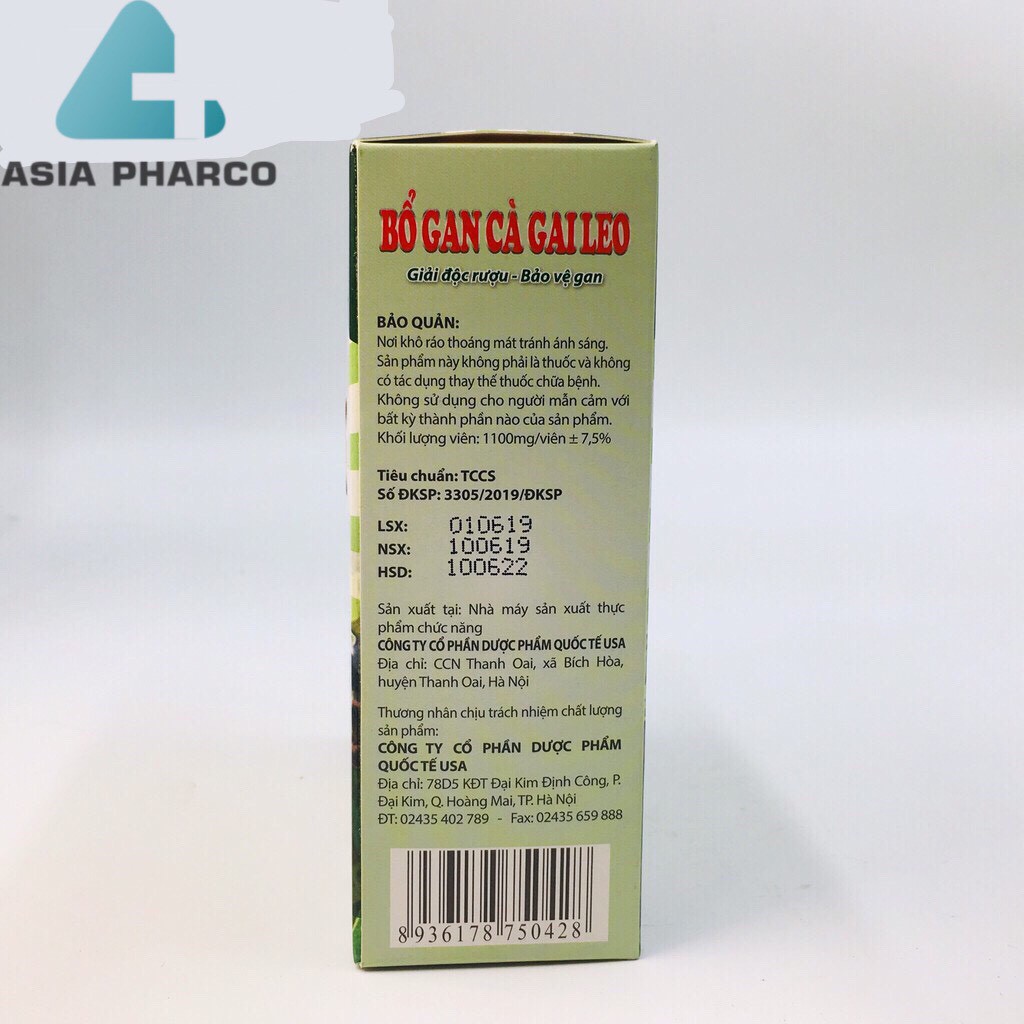 ASIA PHARCO
BỔ GAN CÀ GAI LEO
Giải độc rượu - Bảo vệ gan
BẢO QUẢN:
Nơi khô ráo thoáng mát tránh ánh sáng.
Sản phẩm này không phải là thuốc và không
có tác dụng thay thế thuốc chữa bệnh.
Không sử dụng cho người mẫn cảm với
bất kỳ thành phần nào của sản phẩm.
Khối lượng viên: 1100mg/viên ± 7,5%
Tiêu chuẩn: TCCS
Số ĐKSP: 3305/2019/ĐKSP
LSX: 010619
NSX: 100619
HSD: 100622
Sản xuất tại: Nhà máy sản xuất thực
phẩm chức năng
CÔNG TY CỔ PHẦN DƯỢC PHẨM QUỐC TẾ USA
Địa chỉ: CCN Thanh Oai, xã Bích Hòa,
huyện Thanh Oai, Hà Nội
Thương nhân chịu trách nhiệm chất lượng
sản phẩm:
CÔNG TY CỔ PHẦN DƯỢC PHẨM
QUỐC TẾ USA
Địa chỉ: 78D5 KĐT Đại Kim Định Công, P.
Đại Kim, Q. Hoàng Mai, TP. Hà Nội
ĐT: 02435 402 789 - Fax: 02435 659 888
8 936178 750428